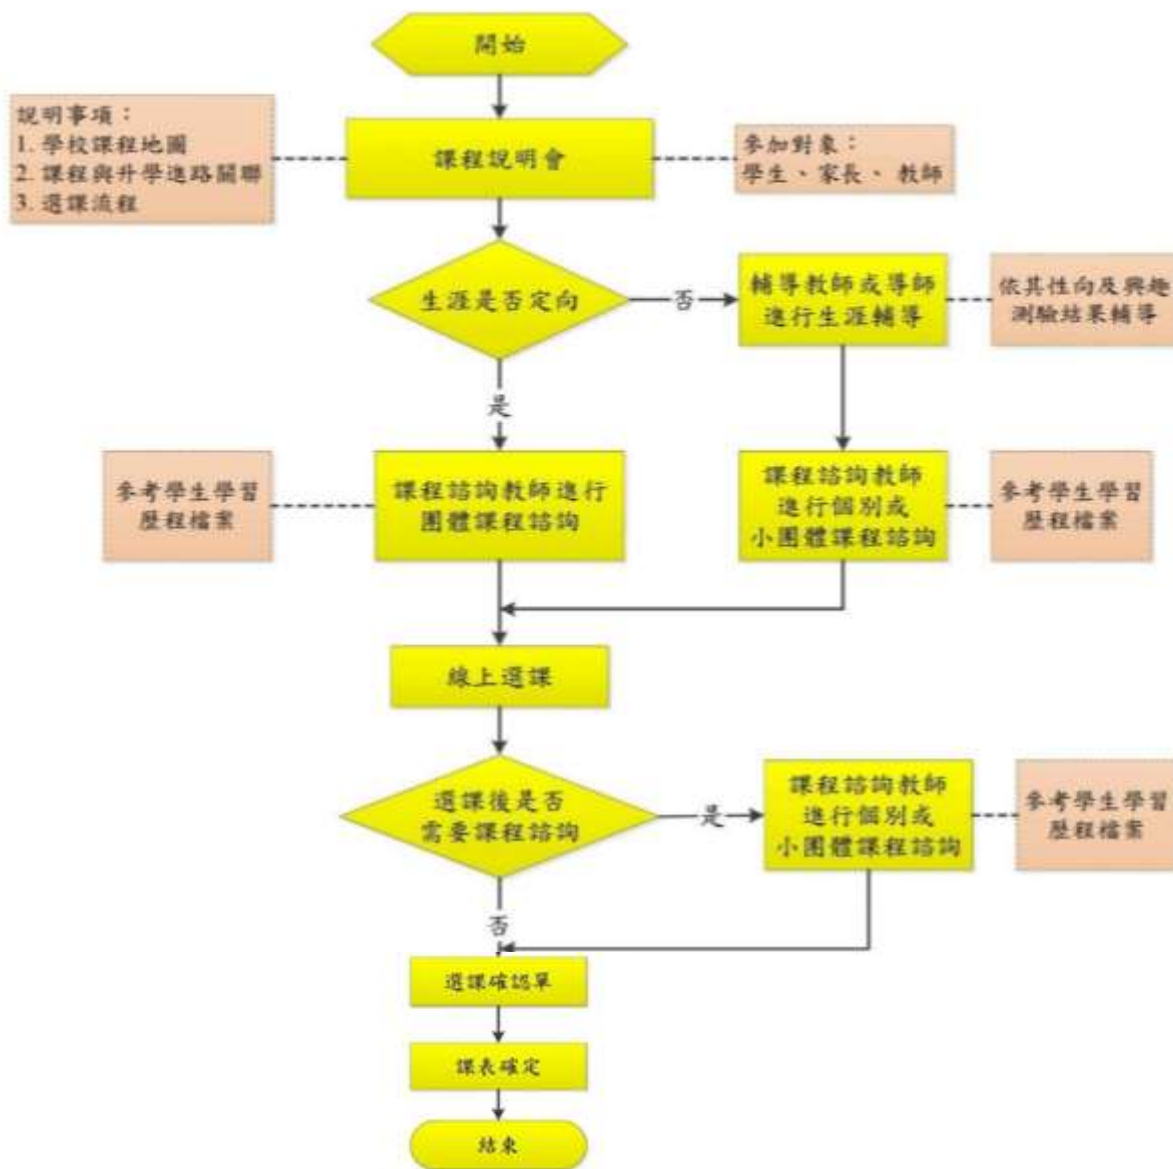 開始
說明事項：
1. 學校課程地圖
2. 課程與升學進路關聯
3. 選課流程
課程說明會
參加對象：
學生、家長、 教師
生涯是否定向
否
輔導教師或導師
進行生涯輔導
依其性向及興趣
測驗結果輔導
是
參考學生學習
歷程檔案
課程諮詢教師進行
團體課程諮詢
課程諮詢教師
進行個別或
小團體課程諮詢
參考學生學習
歷程檔案
線上選課
選課後是否
需要課程諮詢
是
課程諮詢教師
進行個別或
小團體課程諮詢
參考學生學習
歷程檔案
否
選課確認單
課表確定
結束